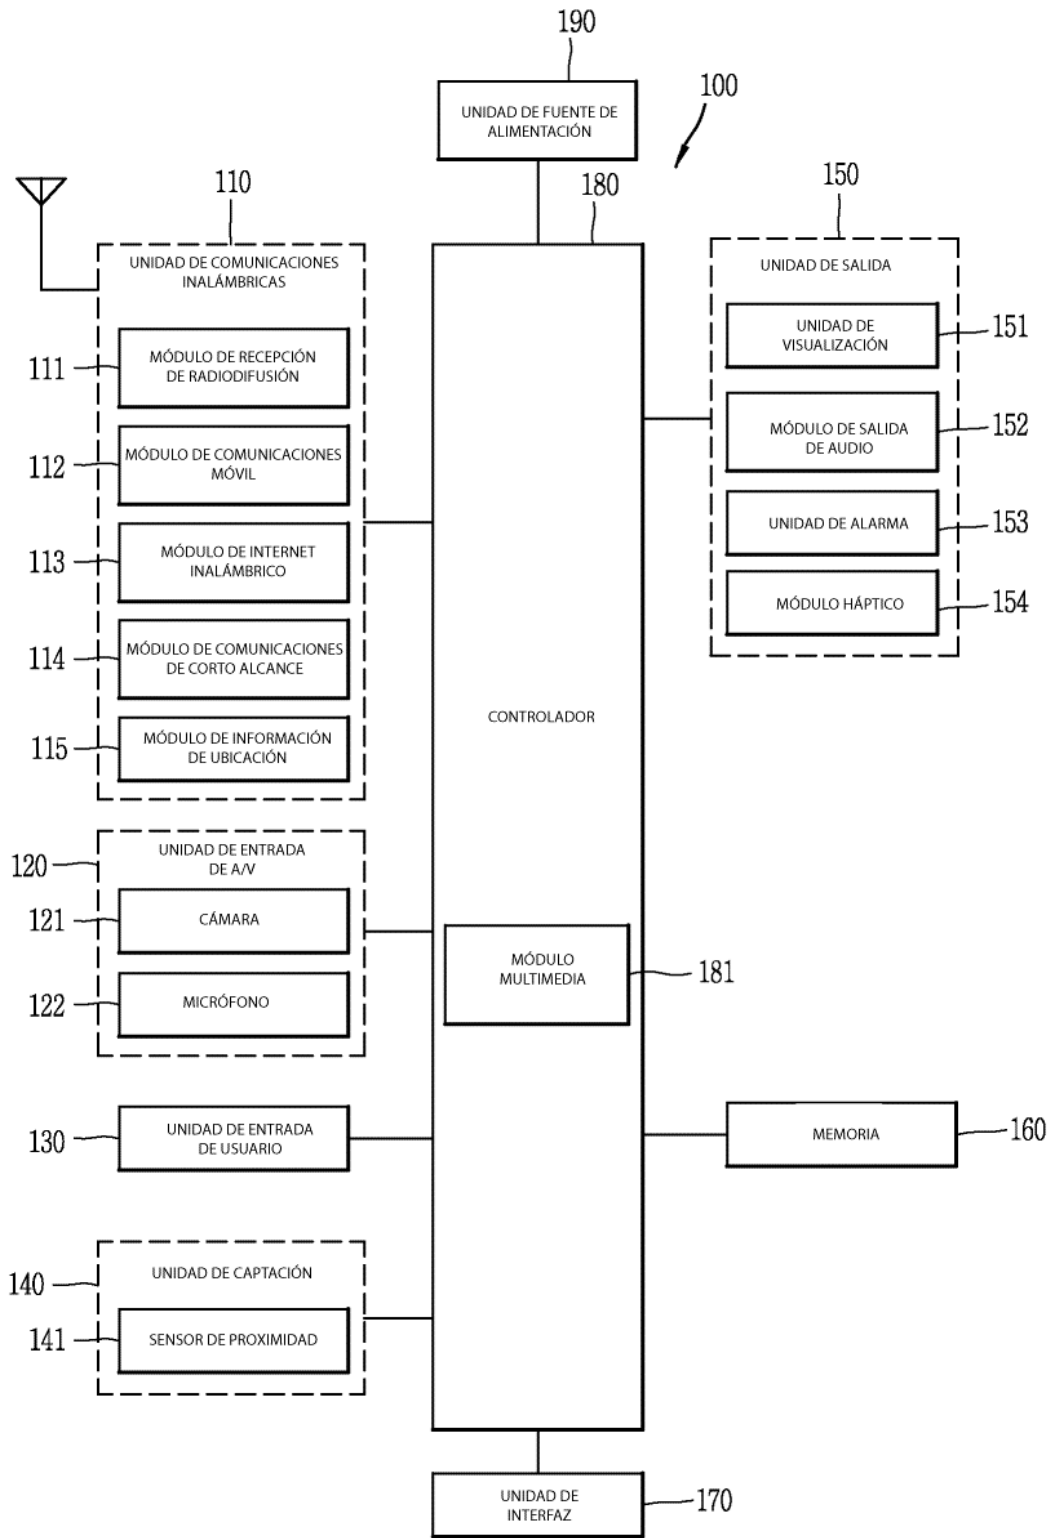 190
UNIDAD DE FUENTE DE
ALIMENTACIÓN
100
110
180
150
UNIDAD DE COMUNICACIONES
INALÁMBRICAS
111
MÓDULO DE RECEPCIÓN
DE RADIODIFUSIÓN
112
MÓDULO DE COMUNICACIONES
MÓVIL
113
MÓDULO DE INTERNET
INALÁMBRICO
114
MÓDULO DE COMUNICACIONES
DE CORTO ALCANCE
115
MÓDULO DE INFORMACIÓN
DE UBICACIÓN
120
UNIDAD DE ENTRADA
DE A/V
121
CÁMARA
122
MICRÓFONO
130
UNIDAD DE ENTRADA
DE USUARIO
140
UNIDAD DE CAPTACIÓN
141
SENSOR DE PROXIMIDAD
CONTROLADOR
MÓDULO
MULTIMEDIA
181
UNIDAD DE SALIDA
UNIDAD DE
VISUALIZACIÓN
151
MÓDULO DE SALIDA
DE AUDIO
152
UNIDAD DE ALARMA
153
MÓDULO HÁPTICO
154
MEMORIA
160
UNIDAD DE
INTERFAZ
170